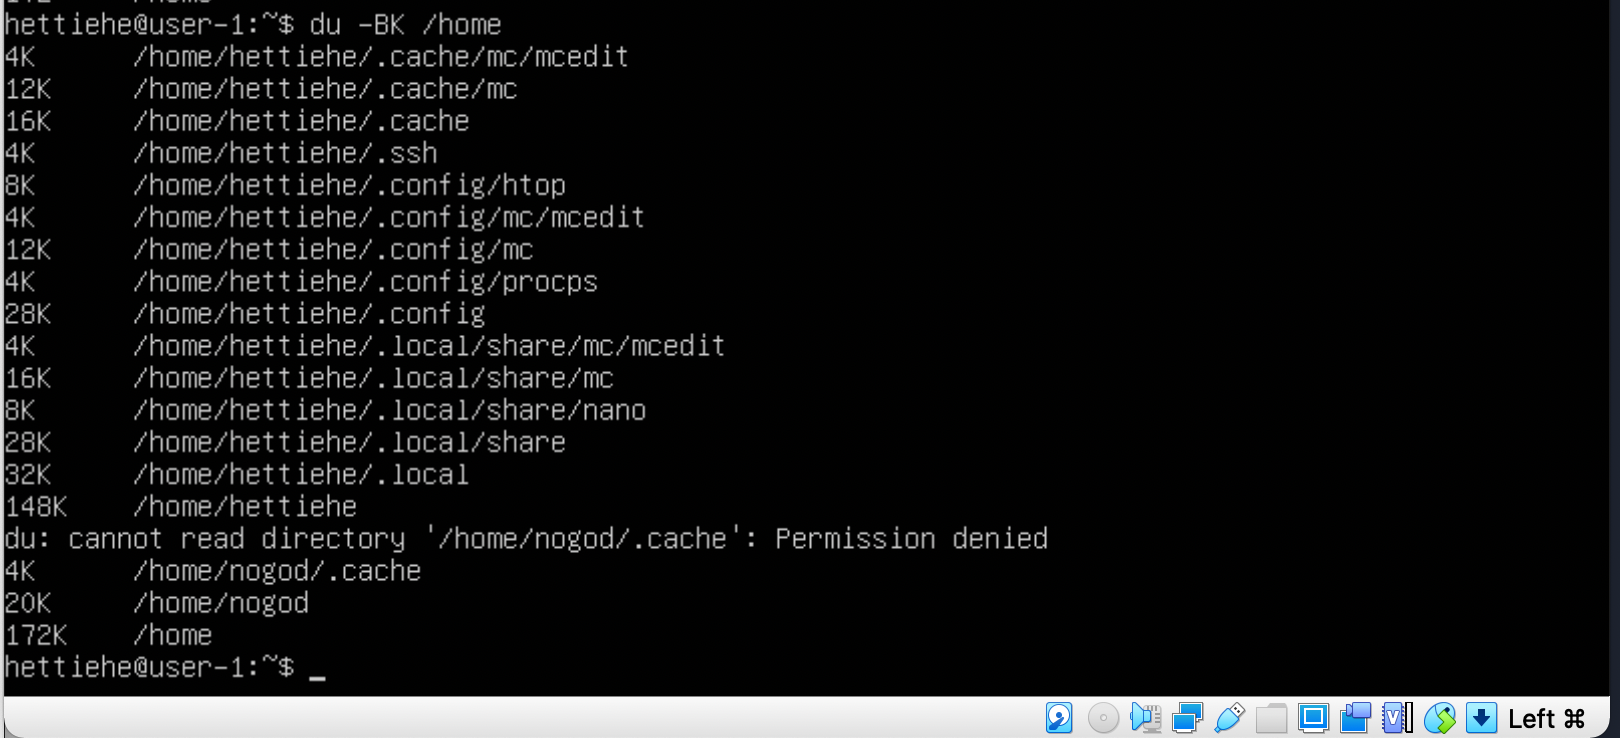 hettiehe@user-1:~$ du -BK /home
4K /home/hettiehe/.cache/mc/mcedit
12K /home/hettiehe/.cache/mc
16K /home/hettiehe/.cache
4K /home/hettiehe/.ssh
8K /home/hettiehe/.config/htop
4K /home/hettiehe/.config/mc/mcedit
12K /home/hettiehe/.config/mc
4K /home/hettiehe/.config/procps
28K /home/hettiehe/.config
4K /home/hettiehe/.local/share/mc/mcedit
16K /home/hettiehe/.local/share/mc
8K /home/hettiehe/.local/share/nano
28K /home/hettiehe/.local/share
32K /home/hettiehe/.local
148K /home/hettiehe
du: cannot read directory '/home/nogod/.cache': Permission denied
4K /home/nogod/.cache
20K /home/nogod
172K /home
hettiehe@user-1:~$ _
Left ⌘